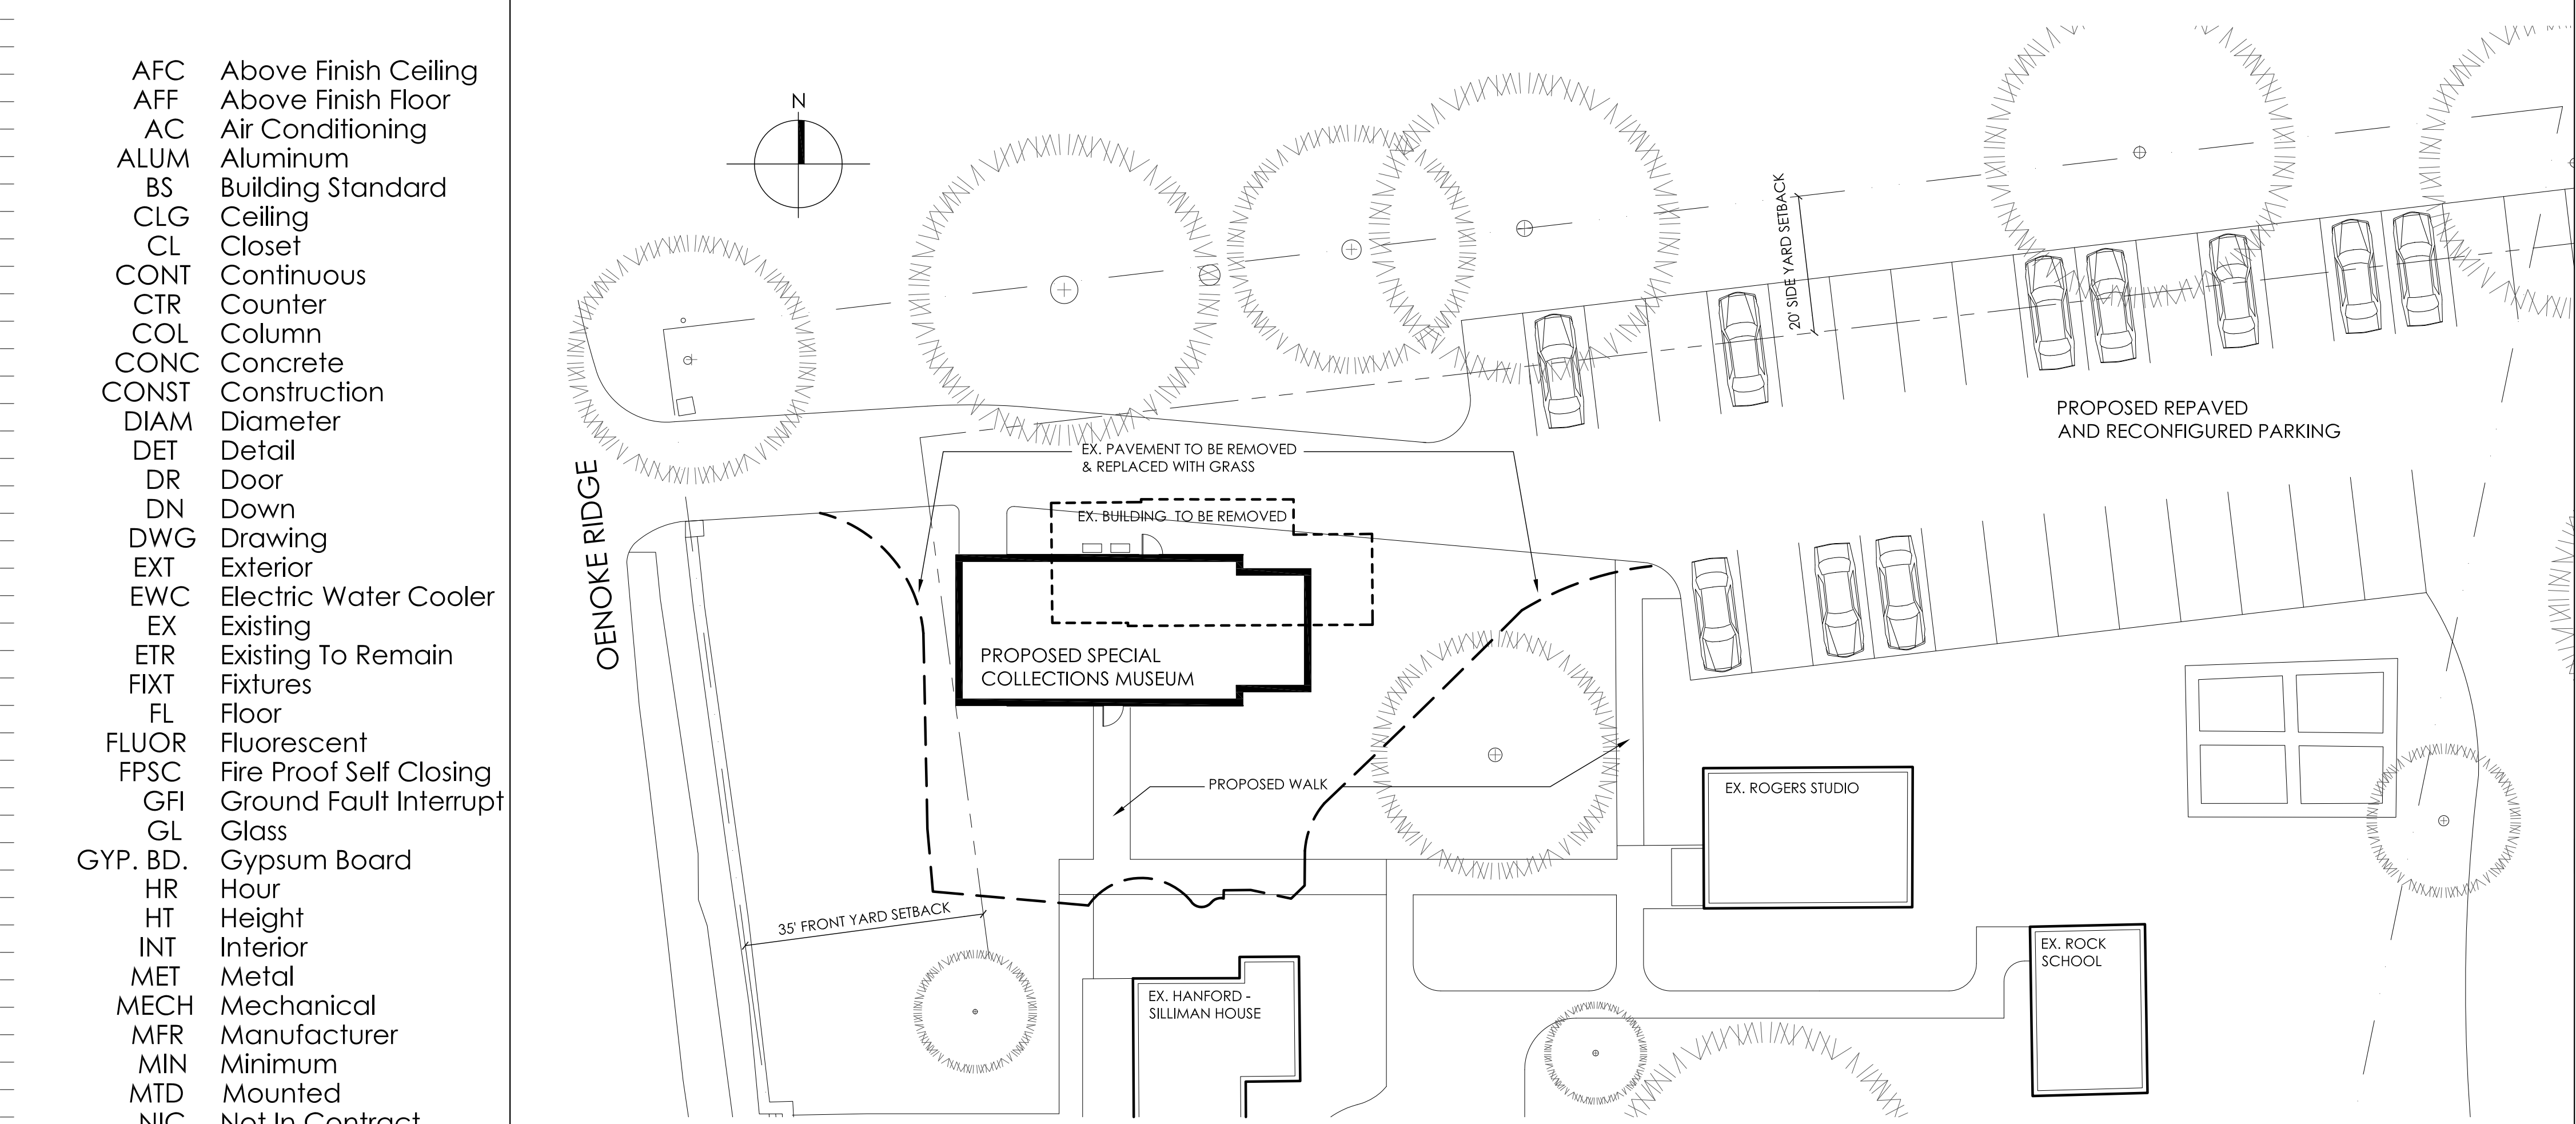 AFC Above Finish Ceiling
AFF Above Finish Floor
AC Air Conditioning
ALUM Aluminum
BS Building Standard
CLG Ceiling
CL Closet
CONT Continuous
CTR Counter
COL Column
CONC Concrete
CONST Construction
DIAM Diameter
DET Detail
DR Door
DN Down
DWG Drawing
EXT Exterior
EWC Electric Water Cooler
EX Existing
ETR Existing To Remain
FIXT Fixtures
FL Floor
FLUOR Fluorescent
FPSC Fire Proof Self Closing
GFI Ground Fault Interrupt
GL Glass
GYP. BD. Gypsum Board
HR Hour
HT Height
INT Interior
MET Metal
MECH Mechanical
MFR Manufacturer
MIN Minimum
MTD Mounted
NIC Not In Contract
N
20' SIDE YARD SETBACK
PROPOSED REPAVED
AND RECONFIGURED PARKING
OENOKE RIDGE
EX. PAVEMENT TO BE REMOVED
& REPLACED WITH GRASS
EX. BUILDING TO BE REMOVED
PROPOSED SPECIAL
COLLECTIONS MUSEUM
PROPOSED WALK
EX. ROGERS STUDIO
35' FRONT YARD SETBACK
EX. ROCK
SCHOOL
EX. HANFORD -
SILLIMAN HOUSE